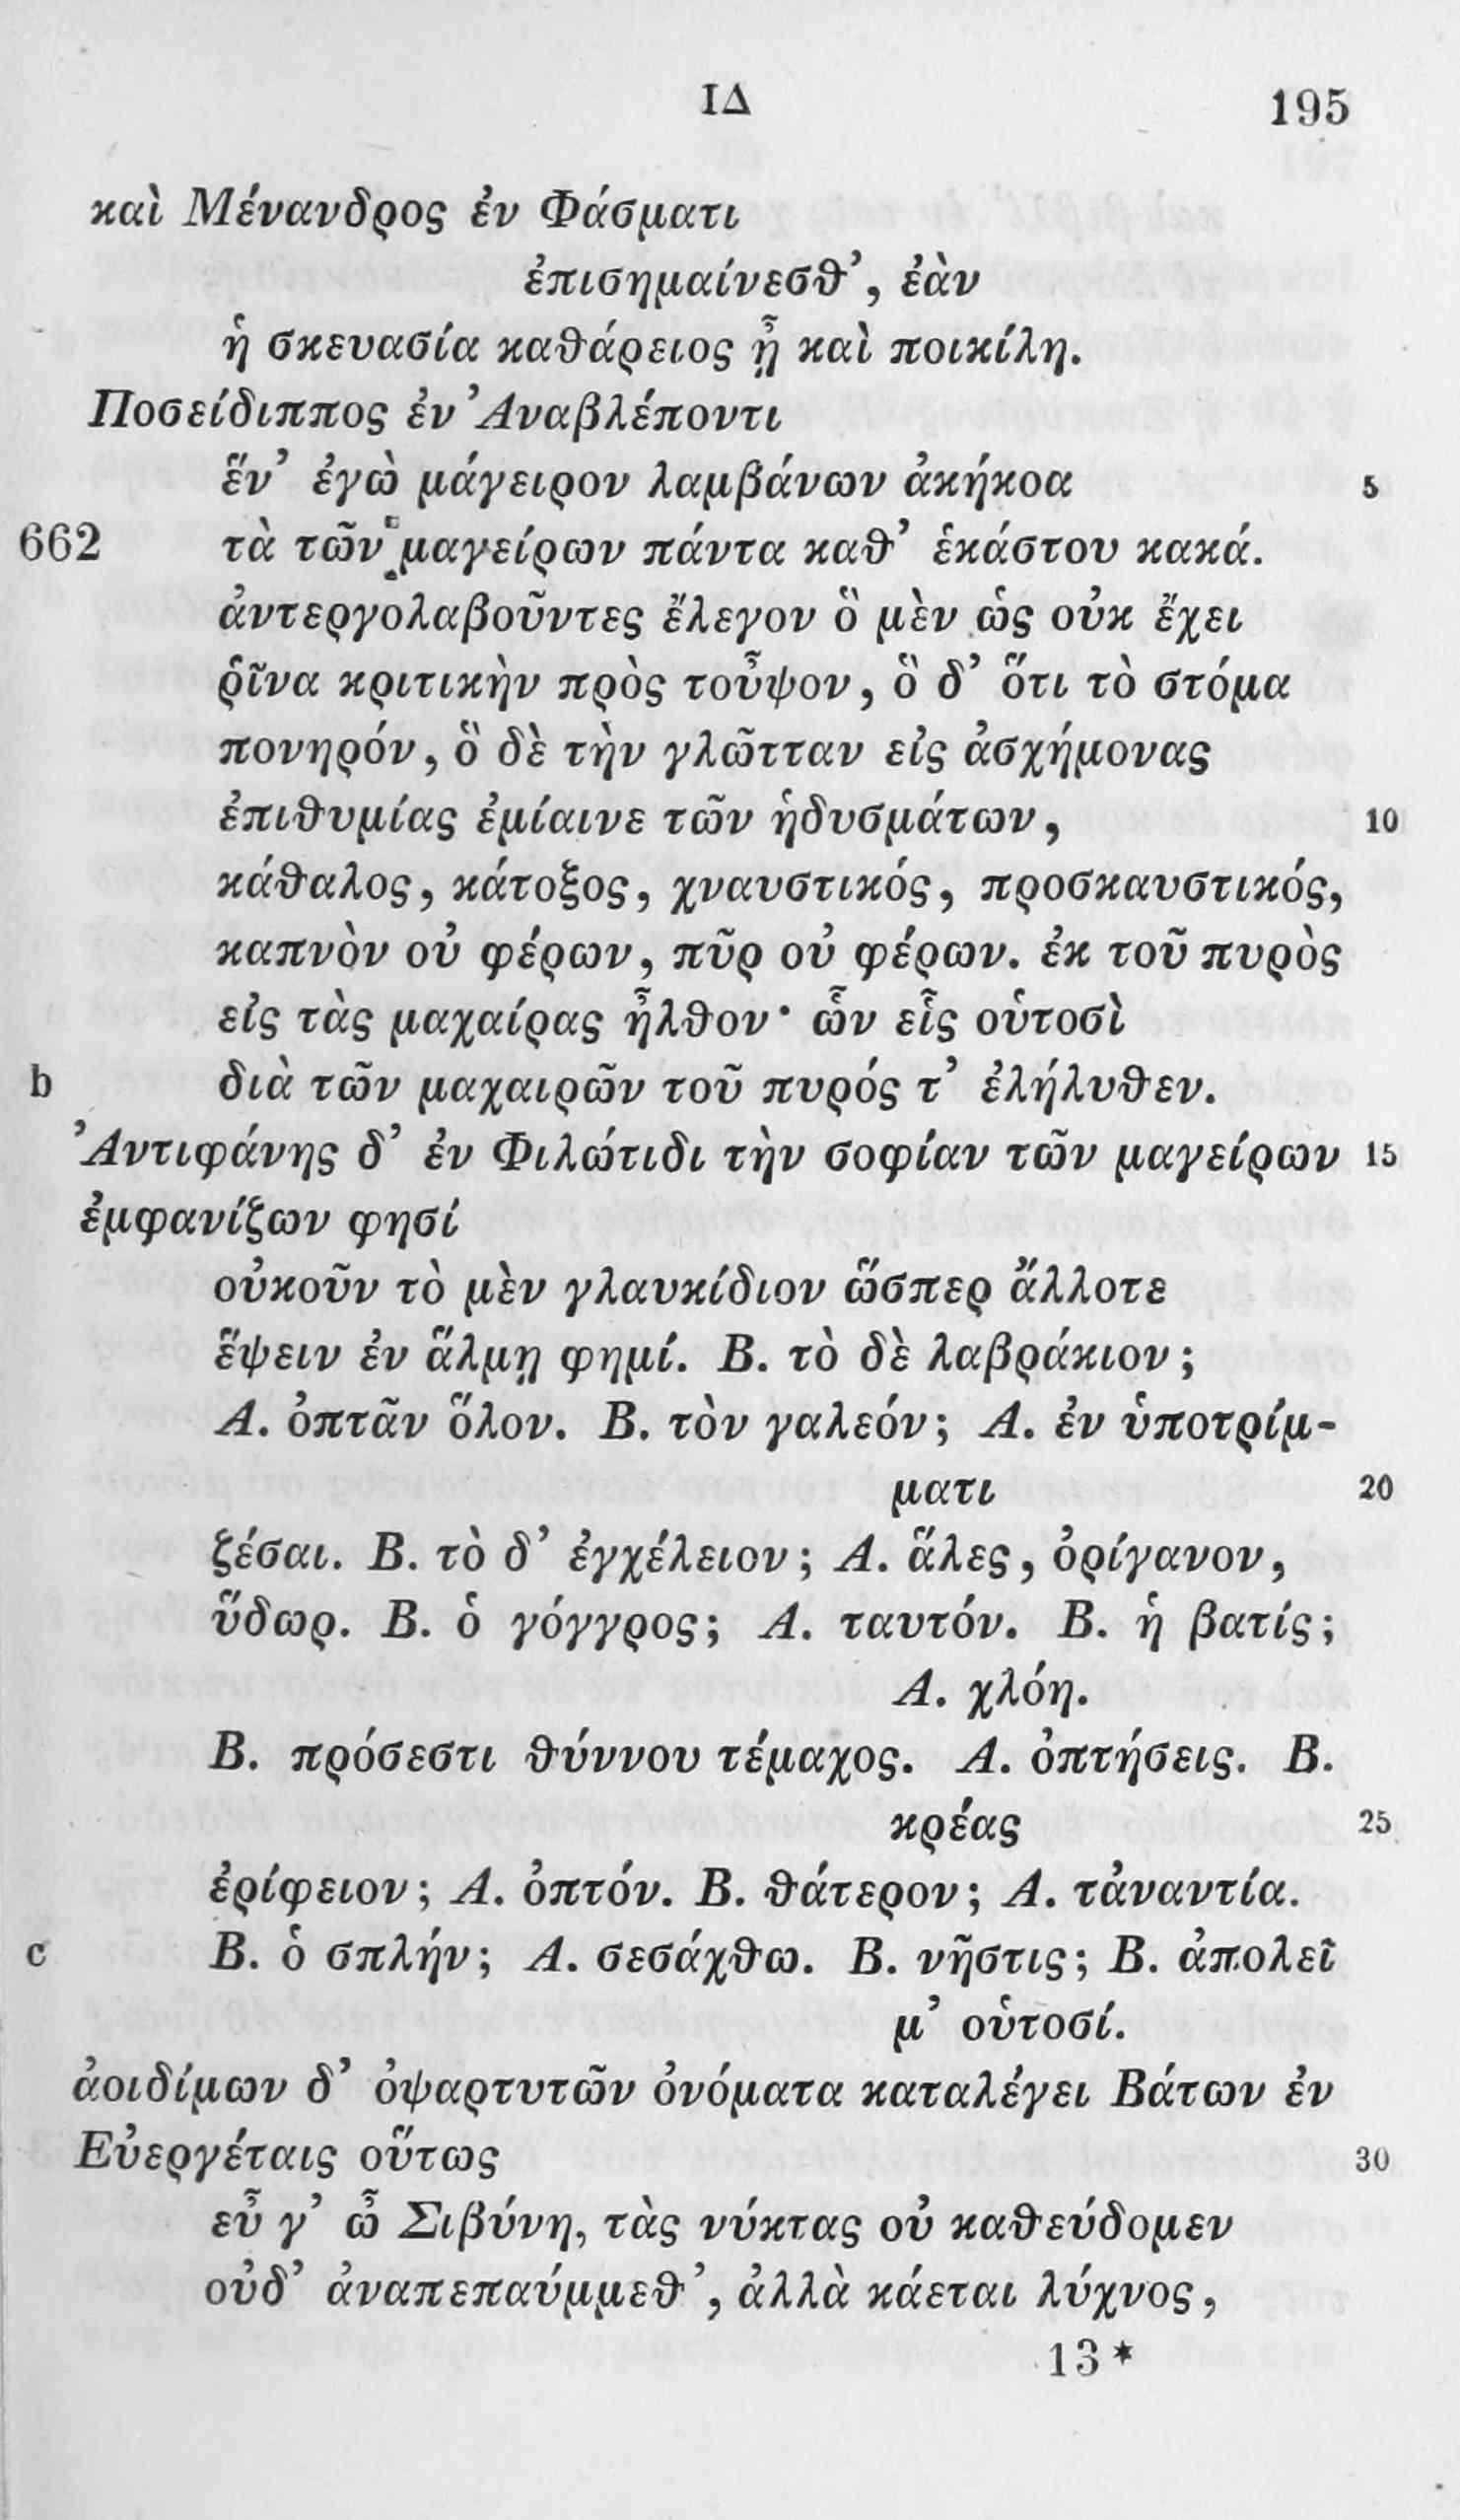 ΙΔ 195
καὶ Μένανδρος ἐν Φάσματι
ἐπισημαίνεσθ’, ἐὰν
ἡ σκευασία καθάρειος ᾖ καὶ ποικίλη.
Ποσείδιππος ἐν Ἀναβλέποντι
ἕν’ ἐγὼ μάγειρον λαμβάνων ἀκήκοα 5
662 τὰ τῶν μαγείρων πάντα καθ’ ἑκάστου κακά.
ἀντεργολαβοῦντες ἔλεγον ὃ μὲν ὡς οὐκ ἔχει
ῥῖνα κριτικὴν πρὸς τοὖψον, ὃ δ’ ὅτι τὸ στόμα
πονηρόν, ὃ δὲ τὴν γλῶτταν εἰς ἀσχήμονας
ἐπιθυμίας ἐμίαινε τῶν ἡδυσμάτων, 10
κάθαλος, κάτοξος, χναυστικός, προσκαυστικός,
καπνὸν οὐ φέρων, πῦρ οὐ φέρων. ἐκ τοῦ πυρὸς
εἰς τὰς μαχαίρας ἦλθον· ὧν εἷς οὑτοσὶ
b διὰ τῶν μαχαιρῶν τοῦ πυρός τ’ ἐλήλυθεν.
Ἀντιφάνης δ’ ἐν Φιλώτιδι τὴν σοφίαν τῶν μαγείρων 15
ἐμφανίζων φησί
οὐκοῦν τὸ μὲν γλαυκίδιον ὥσπερ ἄλλοτε
ἕψειν ἐν ἅλμῃ φημί. Β. τὸ δὲ λαβράκιον;
Α. ὀπτᾶν ὅλον. Β. τὸν γαλεόν; Α. ἐν ὑποτρίμ-
ματι 20
ζέσαι. Β. τὸ δ’ ἐγχέλειον; Α. ἅλες, ὀρίγανον,
ὕδωρ. Β. ὁ γόγγρος; Α. ταυτόν. Β. ἡ βατίς;
Α. χλόη.
Β. πρόσεστι θύννου τέμαχος. Α. ὀπτήσεις. Β.
κρέας 25
ἐρίφειον; Α. ὀπτόν. Β. θάτερον; Α. τἀναντία.
c Β. ὁ σπλήν; Α. σεσάχθω. Β. νῆστις; Β. ἀπολεῖ
μ’ οὑτοσί.
ἀοιδίμων δ’ ὀψαρτυτῶν ὀνόματα καταλέγει Βάτων ἐν
Εὐεργέταις οὕτως 30
εὖ γ’ ὦ Σιβύνη, τὰς νύκτας οὐ καθεύδομεν
οὐδ’ ἀναπεπαύμμεθ’, ἀλλὰ κάεται λύχνος,
13*